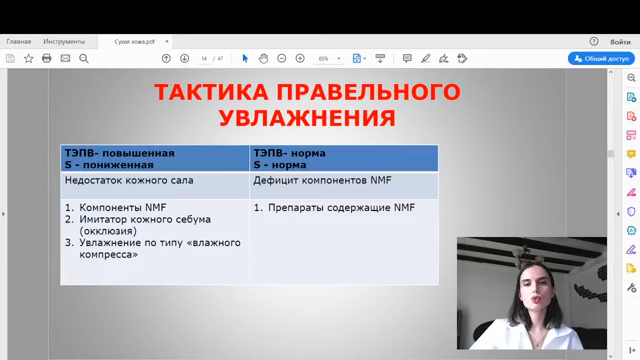 Главная
Инструменты
Сухая кожа.pdf
×
Войти
14 / 47
85%
Общий доступ
ТАКТИКА ПРАВЕЛЬНОГО
УВЛАЖНЕНИЯ
ТЭПВ- повышенная
S - пониженная
ТЭПВ- норма
S - норма
Недостаток кожного сала
Дефицит компонентов NMF
1. Компоненты NMF
2. Имитатор кожного себума
(окклюзия)
3. Увлажнение по типу «влажного
компресса»
1. Препараты содержащие NMF